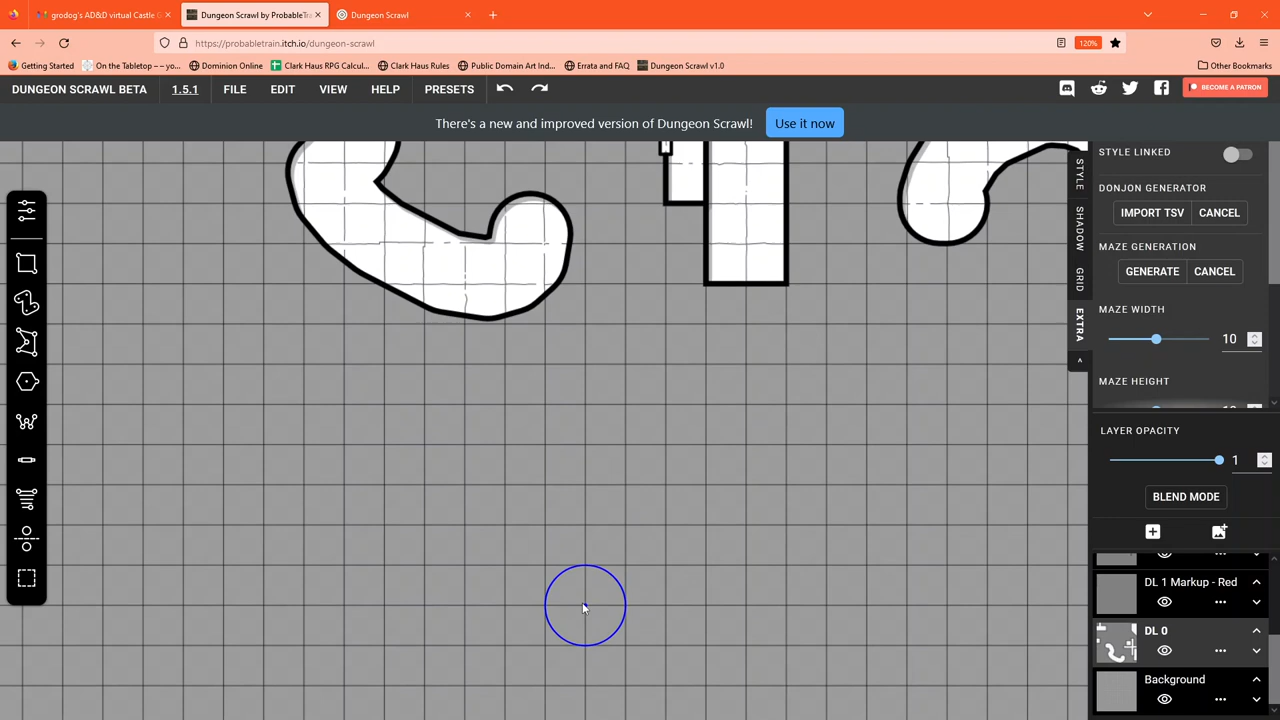 grodog's AD&D virtual Castle G
Dungeon Scrawl by ProbableTra
Dungeon Scrawl
https://probabletrain.itch.io/dungeon-scrawl
120%
Getting Started
On the Tabletop – – yo...
Dominion Online
Clark Haus RPG Calcul...
Clark Haus Rules
Public Domain Art Ind...
Errata and FAQ
Dungeon Scrawl v1.0
Other Bookmarks
DUNGEON SCRAWL BETA
1.5.1
FILE
EDIT
VIEW
HELP
PRESETS
BECOME A PATRON
There's a new and improved version of Dungeon Scrawl!
Use it now
STYLE
SHADOW
GRID
EXTRA
STYLE LINKED
DONJON GENERATOR
IMPORT TSV
CANCEL
MAZE GENERATION
GENERATE
CANCEL
MAZE WIDTH
10
MAZE HEIGHT
LAYER OPACITY
1
BLEND MODE
DL 1 Markup - Red
DL 0
Background